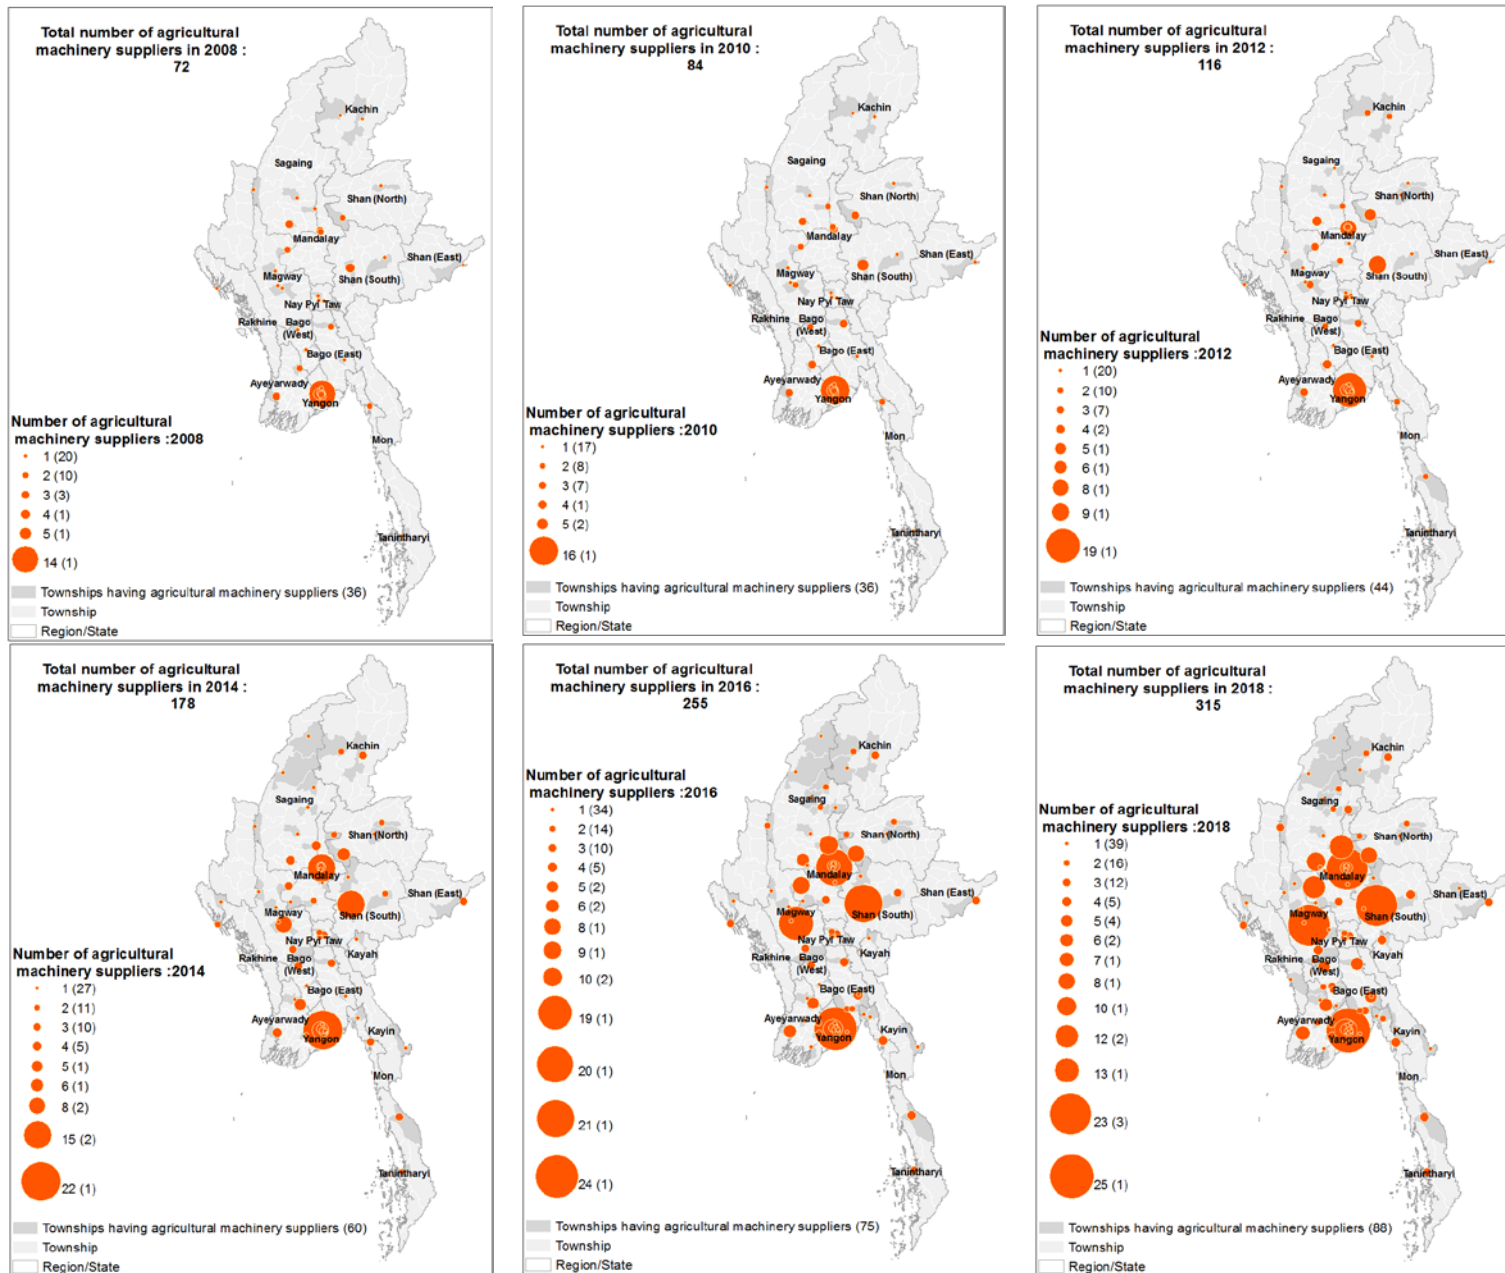 Total number of agricultural
machinery suppliers in 2008 :
72
Kachin
Sagaing
Shan (North)
Mandalay
Shan (East)
Magway
Shan (South)
Nay Pyi Taw
Rakhine
Bago
(West)
Bago (East)
Ayeyarwady
Yangon
Mon
Tanintharyi
Number of agricultural
machinery suppliers :2008
1 (20)
2 (10)
3 (3)
4 (1)
5 (1)
14 (1)
Townships having agricultural machinery suppliers (36)
Township
Region/State
Total number of agricultural
machinery suppliers in 2010 :
84
Kachin
Sagaing
Shan (North)
Mandalay
Shan (East)
Magway
Shan (South)
Nay Pyi Taw
Rakhine
Bago
(West)
Bago (East)
Ayeyarwady
Yangon
Mon
Tanintharyi
Number of agricultural
machinery suppliers :2010
1 (17)
2 (8)
3 (7)
4 (1)
5 (2)
16 (1)
Townships having agricultural machinery suppliers (36)
Township
Region/State
Total number of agricultural
machinery suppliers in 2012 :
116
Kachin
Sagaing
Shan (North)
Mandalay
Shan (East)
Magway
Shan (South)
Nay Pyi Taw
Rakhine
Bago
(West)
Bago (East)
Ayeyarwady
Yangon
Mon
Tanintharyi
Number of agricultural
machinery suppliers :2012
1 (20)
2 (10)
3 (7)
4 (2)
5 (1)
6 (1)
8 (1)
9 (1)
19 (1)
Townships having agricultural machinery suppliers (44)
Township
Region/State
Total number of agricultural
machinery suppliers in 2014 :
178
Kachin
Sagaing
Shan (North)
Mandalay
Shan (East)
Magway
Shan (South)
Nay Pyi Taw
Rakhine
Bago
(West)
Kayah
Bago (East)
Ayeyarwady
Yangon
Kayin
Mon
Tanintharyi
Number of agricultural
machinery suppliers :2014
1 (27)
2 (11)
3 (10)
4 (5)
5 (1)
6 (1)
8 (2)
15 (2)
22 (1)
Townships having agricultural machinery suppliers (60)
Township
Region/State
Total number of agricultural
machinery suppliers in 2016 :
255
Kachin
Sagaing
Shan (North)
Mandalay
Shan (East)
Magway
Shan (South)
Nay Pyi Taw
Rakhine
Bago
(West)
Kayah
Bago (East)
Ayeyarwady
Yangon
Kayin
Mon
Tanintharyi
Number of agricultural
machinery suppliers :2016
1 (34)
2 (14)
3 (10)
4 (5)
5 (2)
6 (2)
8 (1)
9 (1)
10 (2)
19 (1)
20 (1)
21 (1)
24 (1)
Townships having agricultural machinery suppliers (75)
Township
Region/State
Total number of agricultural
machinery suppliers in 2018 :
315
Kachin
Sagaing
Shan (North)
Mandalay
Shan (East)
Magway
Shan (South)
Nay Pyi Taw
Rakhine
Bago
(West)
Kayah
Bago (East)
Ayeyarwady
Yangon
Kayin
Mon
Tanintharyi
Number of agricultural
machinery suppliers :2018
1 (39)
2 (16)
3 (12)
4 (5)
5 (4)
6 (2)
7 (1)
8 (1)
10 (1)
12 (2)
13 (1)
23 (3)
25 (1)
Townships having agricultural machinery suppliers (88)
Township
Region/State